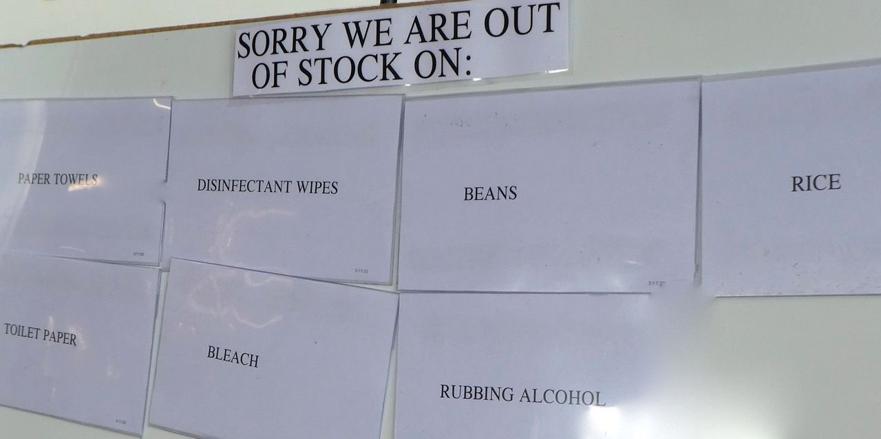 SORRY WE ARE OUT
OF STOCK ON:
PAPER TOWELS
DISINFECTANT WIPES
BEANS
RICE
TOILET PAPER
BLEACH
RUBBING ALCOHOL